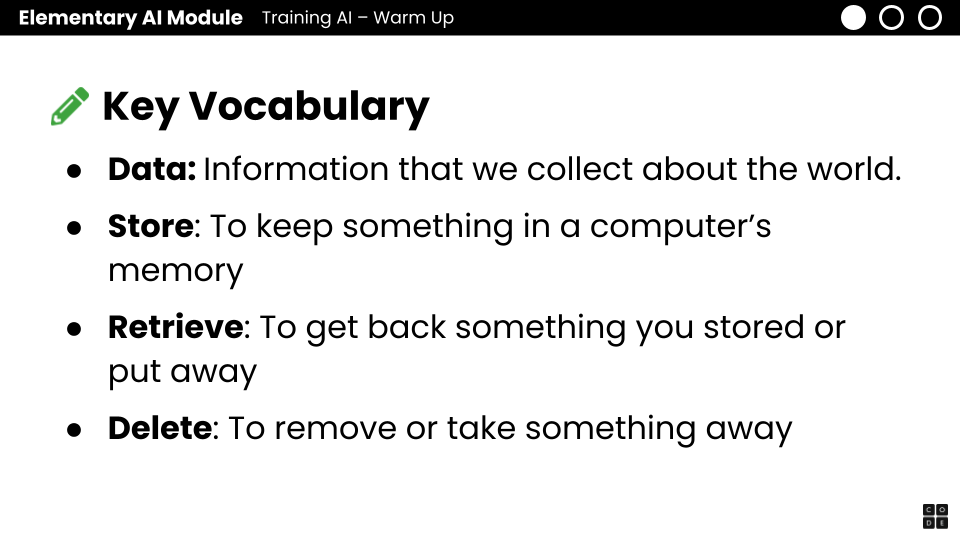 Elementary AI Module Training AI – Warm Up
Key Vocabulary
● Data: Information that we collect about the world.
● Store: To keep something in a computer’s
memory
● Retrieve: To get back something you stored or
put away
● Delete: To remove or take something away
C O
D E